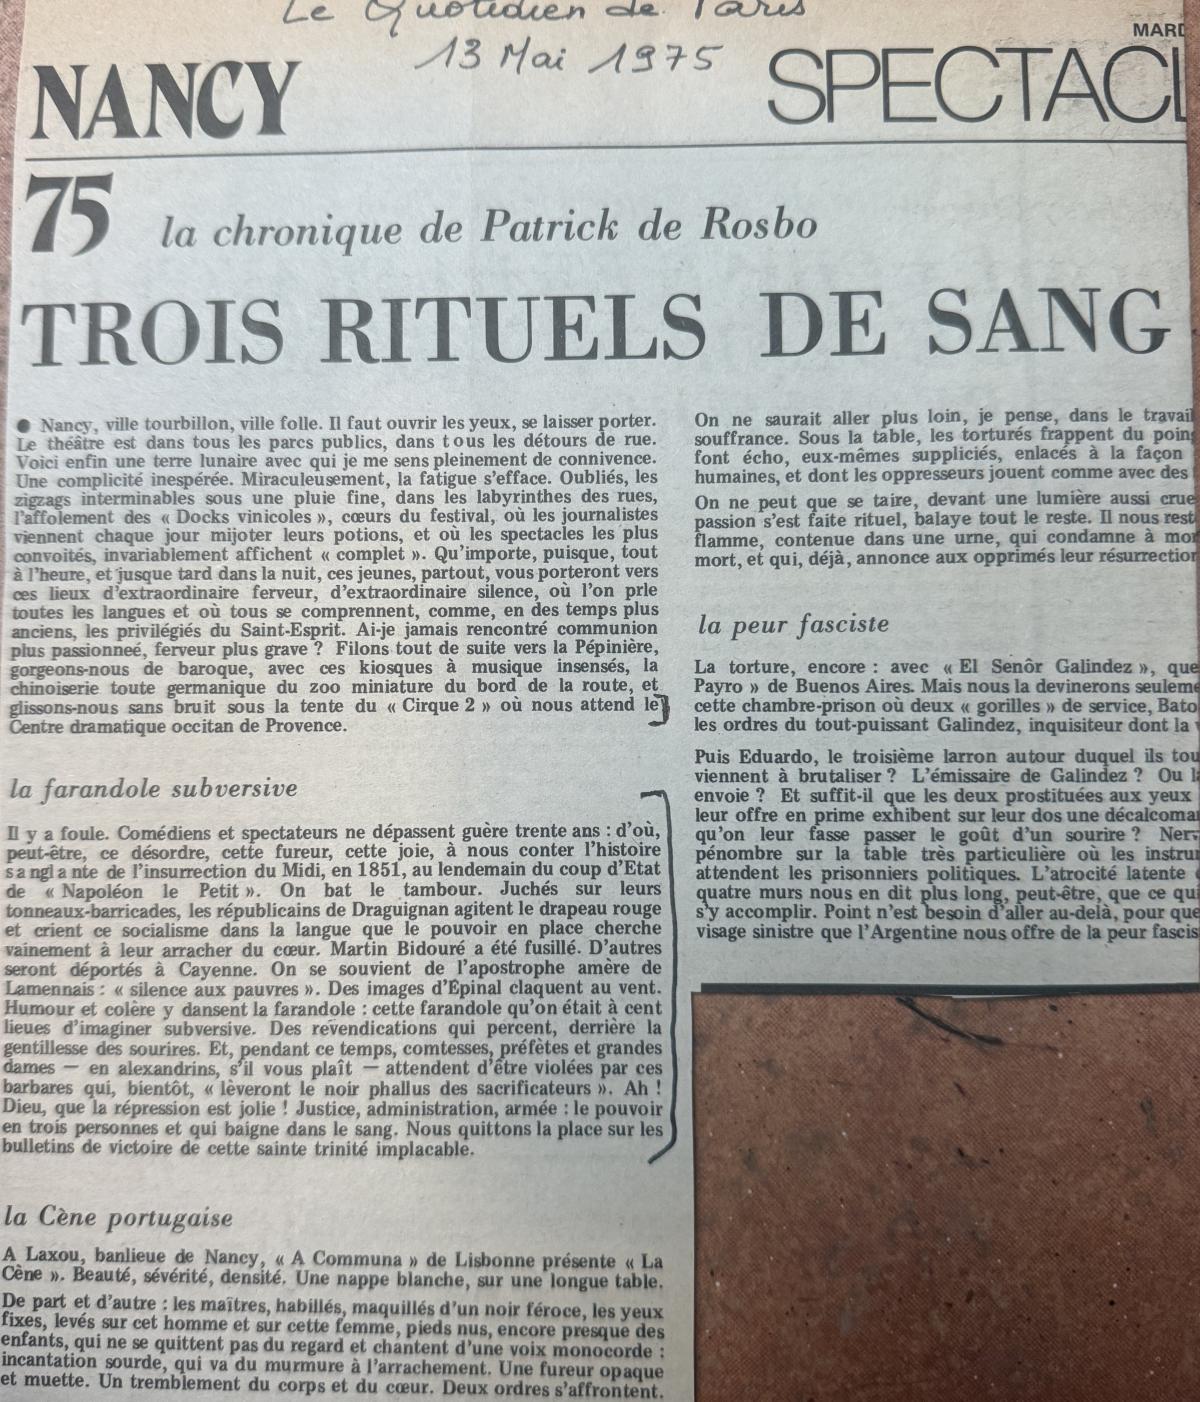 Le Quotidien de Paris
13 Mai 1975
MARD
NANCY
SPECTACL
75
la chronique de Patrick de Rosbo
TROIS RITUELS DE SANG
● Nancy, ville tourbillon, ville folle. Il faut ouvrir les yeux, se laisser porter.
Le théâtre est dans tous les parcs publics, dans tous les détours de rue.
Voici enfin une terre lunaire avec qui je me sens pleinement de connivence.
Une complicité inespérée. Miraculeusement, la fatigue s'efface. Oubliés, les
zigzags interminables sous une pluie fine, dans les labyrinthes des rues,
l'affolement des « Docks vinicoles », cœurs du festival, où les journalistes
viennent chaque jour mijoter leurs potions, et où les spectacles les plus
convoités, invariablement affichent « complet ». Qu'importe, puisque, tout
à l'heure, et jusque tard dans la nuit, ces jeunes, partout, vous porteront vers
ces lieux d'extraordinaire ferveur, d'extraordinaire silence, où l'on prle
toutes les langues et où tous se comprennent, comme, en des temps plus
anciens, les privilégiés du Saint-Esprit. Ai-je jamais rencontré communion
plus passionneé, ferveur plus grave ? Filons tout de suite vers la Pépinière,
gorgeons-nous de baroque, avec ces kiosques à musique insensés, la
chinoiserie toute germanique du zoo miniature du bord de la route, et
glissons-nous sans bruit sous la tente du « Cirque 2 » où nous attend le
Centre dramatique occitan de Provence.
la farandole subversive
Il y a foule. Comédiens et spectateurs ne dépassent guère trente ans : d'où,
peut-être, ce désordre, cette fureur, cette joie, à nous conter l'histoire
sanglante de l'insurrection du Midi, en 1851, au lendemain du coup d'Etat
de « Napoléon le Petit ». On bat le tambour. Juchés sur leurs
tonneaux-barricades, les républicains de Draguignan agitent le drapeau rouge
et crient ce socialisme dans la langue que le pouvoir en place cherche
vainement à leur arracher du cœur. Martin Bidouré a été fusillé. D'autres
seront déportés à Cayenne. On se souvient de l'apostrophe amère de
Lamennais : « silence aux pauvres ». Des images d'Épinal claquent au vent.
Humour et colère y dansent la farandole : cette farandole qu'on était à cent
lieues d'imaginer subversive. Des revendications qui percent, derrière la
gentillesse des sourires. Et, pendant ce temps, comtesses, préfètes et grandes
dames — en alexandrins, s'il vous plaît — attendent d'être violées par ces
barbares qui, bientôt, « lèveront le noir phallus des sacrificateurs ». Ah !
Dieu, que la répression est jolie ! Justice, administration, armée : le pouvoir
en trois personnes et qui baigne dans le sang. Nous quittons la place sur les
bulletins de victoire de cette sainte trinité implacable.
la Cène portugaise
A Laxou, banlieue de Nancy, « A Communa » de Lisbonne présente « La
Cène ». Beauté, sévérité, densité. Une nappe blanche, sur une longue table.
De part et d'autre : les maîtres, habillés, maquillés d'un noir féroce, les yeux
fixes, levés sur cet homme et sur cette femme, pieds nus, encore presque des
enfants, qui ne se quittent pas du regard et chantent d'une voix monocorde :
incantation sourde, qui va du murmure à l'arrachement. Une fureur opaque
et muette. Un tremblement du corps et du cœur. Deux ordres s'affrontent.
On ne saurait aller plus loin, je pense, dans le travail
souffrance. Sous la table, les torturés frappent du poing
font écho, eux-mêmes suppliciés, enlacés à la façon
humaines, et dont les oppresseurs jouent comme avec des
On ne peut que se taire, devant une lumière aussi crue
passion s'est faite rituel, balaye tout le reste. Il nous rest
flamme, contenue dans une urne, qui condamne à mor
mort, et qui, déjà, annonce aux opprimés leur résurrection
la peur fasciste
La torture, encore : avec « El Senôr Galindez », que
Payro » de Buenos Aires. Mais nous la devinerons seuleme
cette chambre-prison où deux « gorilles » de service, Bato
les ordres du tout-puissant Galindez, inquisiteur dont la
Puis Eduardo, le troisième larron autour duquel ils tou
viennent à brutaliser ? L'émissaire de Galindez ? Ou la
envoie ? Et suffit-il que les deux prostituées aux yeux
leur offre en prime exhibent sur leur dos une décalcoma
qu'on leur fasse passer le goût d'un sourire ? Ner
pénombre sur la table très particulière où les instru
attendent les prisonniers politiques. L'atrocité latente
quatre murs nous en dit plus long, peut-être, que ce qu
s'y accomplir. Point n'est besoin d'aller au-delà, pour que
visage sinistre que l'Argentine nous offre de la peur fascis